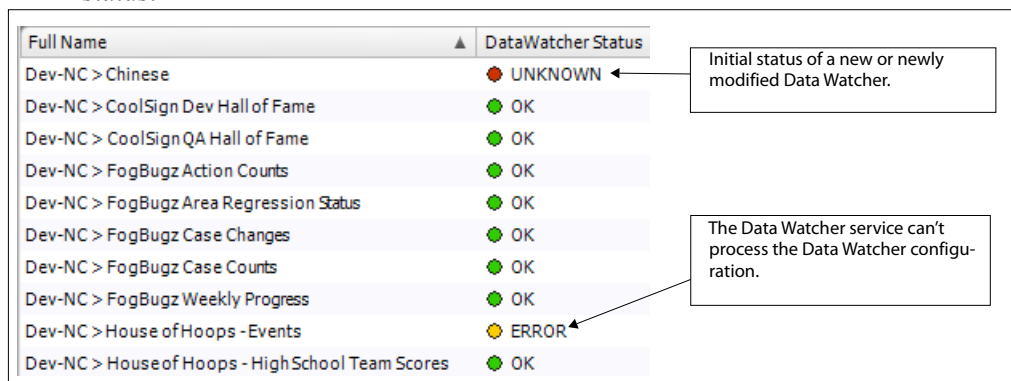 Full Name DataWatcher Status
Dev-NC > Chinese UNKNOWN
Dev-NC > CoolSign Dev Hall of Fame OK
Dev-NC > CoolSign QA Hall of Fame OK
Dev-NC > FogBugz Action Counts OK
Dev-NC > FogBugz Area Regression Status OK
Dev-NC > FogBugz Case Changes OK
Dev-NC > FogBugz Case Counts OK
Dev-NC > FogBugz Weekly Progress OK
Dev-NC > House of Hoops - Events ERROR
Dev-NC > House of Hoops - High School Team Scores OK
Initial status of a new or newly
modified Data Watcher.
The Data Watcher service can't
process the Data Watcher configu-
ration.